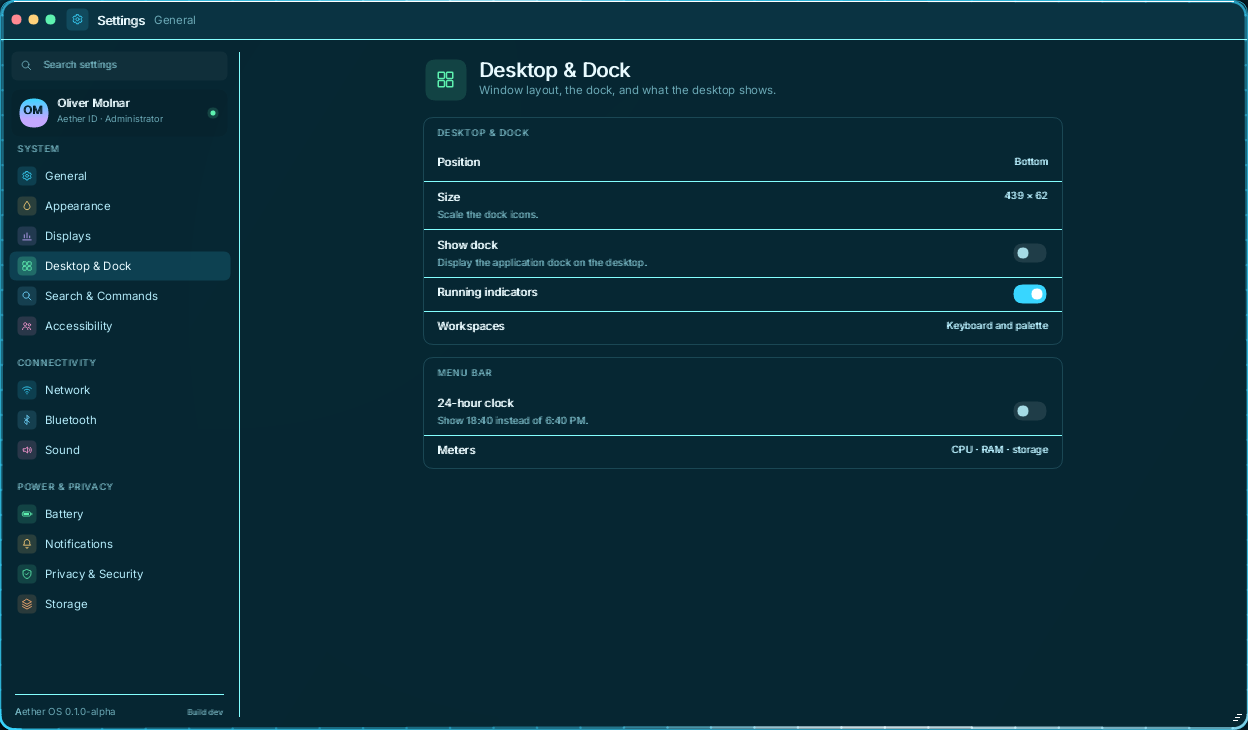 Settings General
Search settings
OM
Oliver Molnar
Aether ID · Administrator
SYSTEM
General
Appearance
Displays
Desktop & Dock
Search & Commands
Accessibility
CONNECTIVITY
Network
Bluetooth
Sound
POWER & PRIVACY
Battery
Notifications
Privacy & Security
Storage
Aether OS 0.1.0-alpha Build dev
Desktop & Dock
Window layout, the dock, and what the desktop shows.
DESKTOP & DOCK
Position Bottom
Size 439 × 62
Scale the dock icons.
Show dock
Display the application dock on the desktop.
Running indicators
Workspaces Keyboard and palette
MENU BAR
24-hour clock
Show 18:40 instead of 6:40 PM.
Meters CPU · RAM · storage